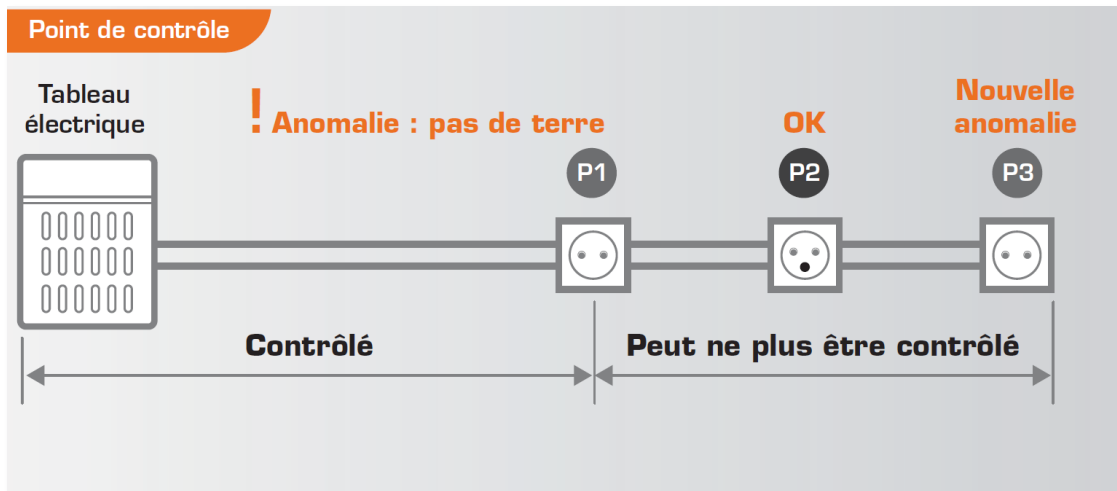 Point de contrôle
Tableau
électrique
! Anomalie : pas de terre
OK
Nouvelle
anomalie
P1
P2
P3
Contrôlé
Peut ne plus être contrôlé